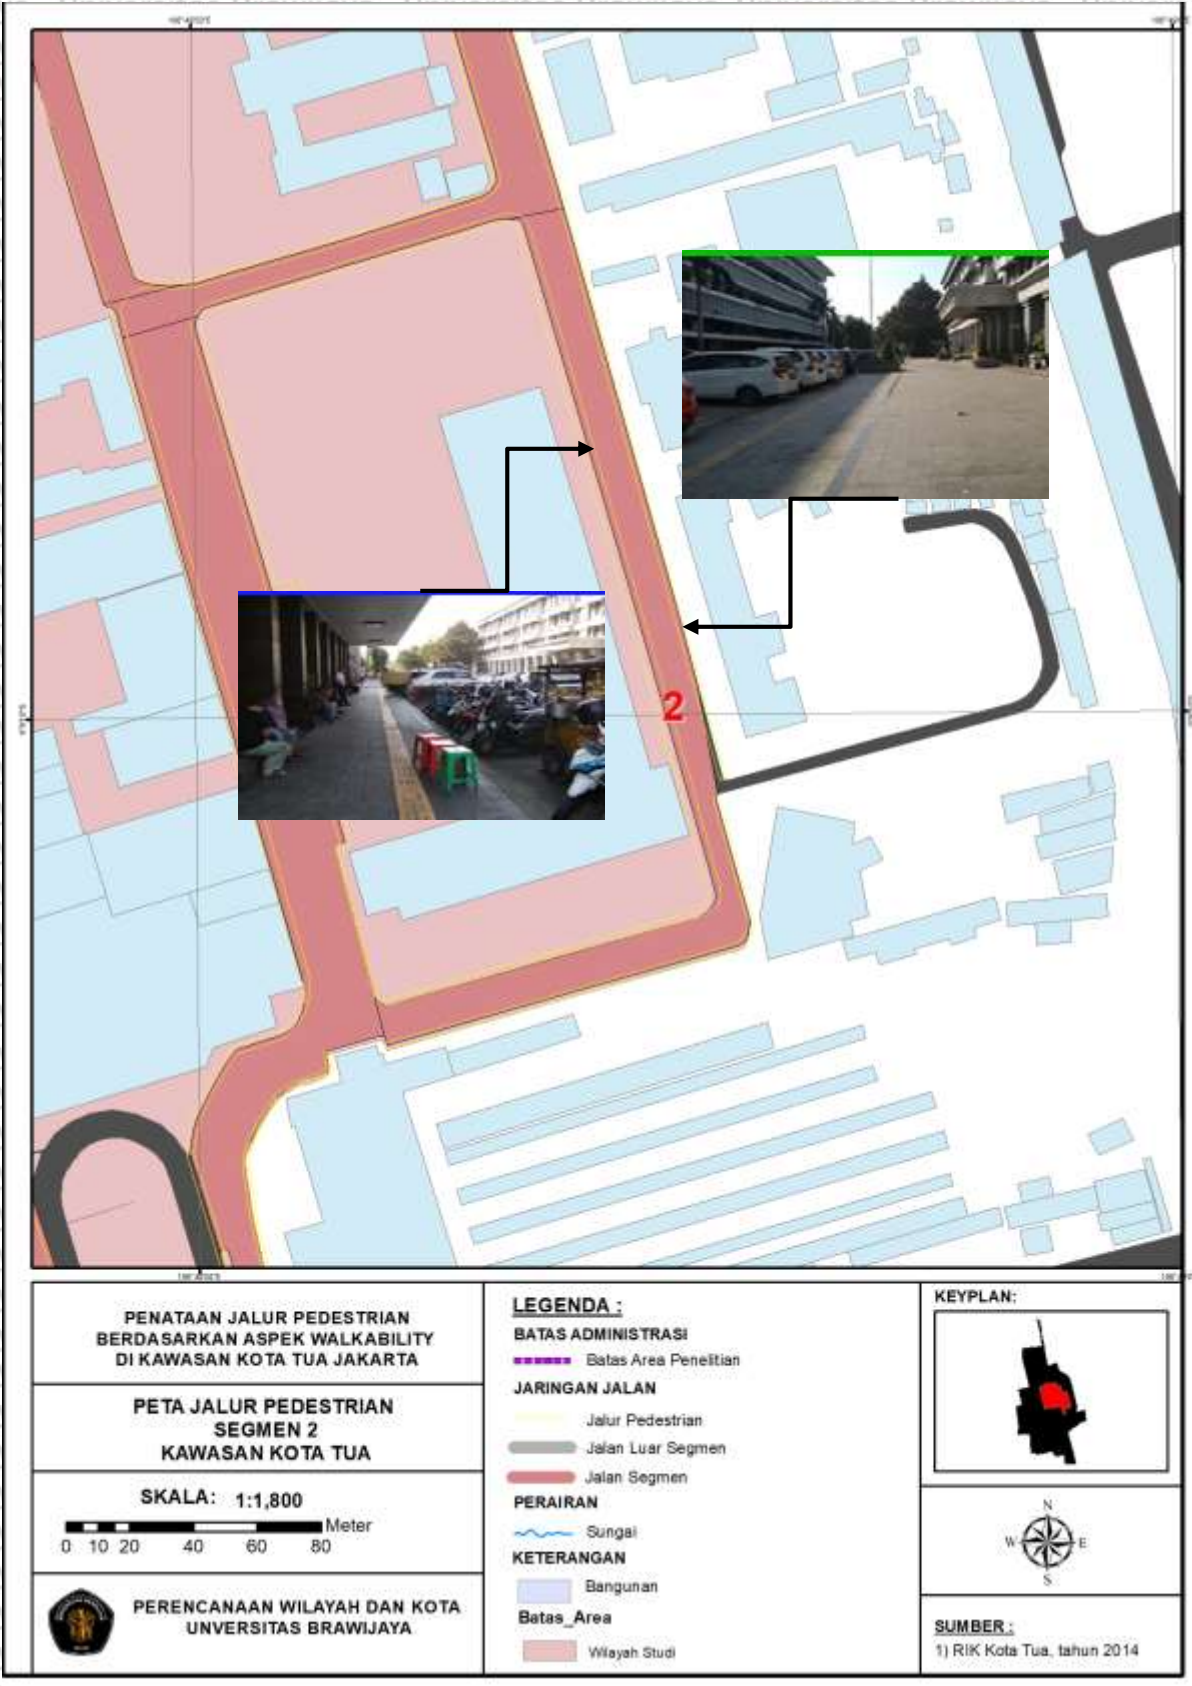 2
PENATAAN JALUR PEDESTRIAN
BERDASARKAN ASPEK WALKABILITY
DI KAWASAN KOTA TUA JAKARTA
PETA JALUR PEDESTRIAN
SEGMEN 2
KAWASAN KOTA TUA
SKALA: 1:1,800
Meter
0 10 20 40 60 80
PERENCANAAN WILAYAH DAN KOTA
UNVERSITAS BRAWIJAYA
LEGENDA :
BATAS ADMINISTRASI
Batas Area Penelitian
JARINGAN JALAN
Jalur Pedestrian
Jalan Luar Segmen
Jalan Segmen
PERAIRAN
Sungai
KETERANGAN
Bangunan
Batas_Area
Wilayah Studi
KEYPLAN:
N
W E
S
SUMBER :
1) RIK Kota Tua, tahun 2014